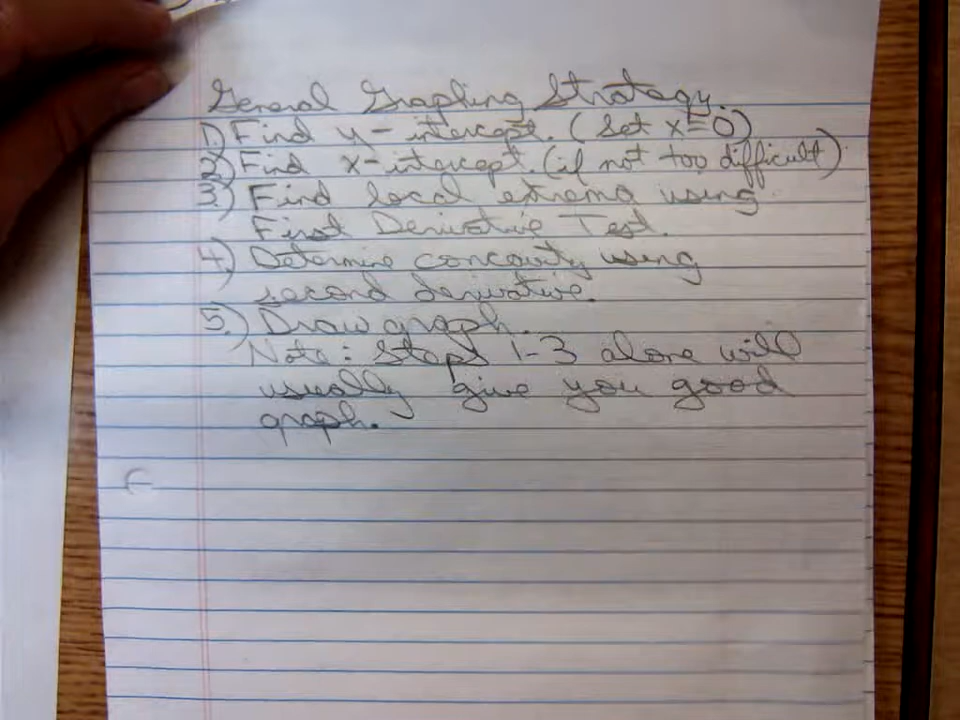 General Graphing Strategy.
1.) Find y-intercept. (Set x=0)
2.) Find x-intercept. (if not too difficult)
3.) Find local extrema using
First Derivative Test.
4.) Determine concavity using
second derivative.
5.) Draw graph.
Note: Steps 1-3 alone will
usually give you good
graph.